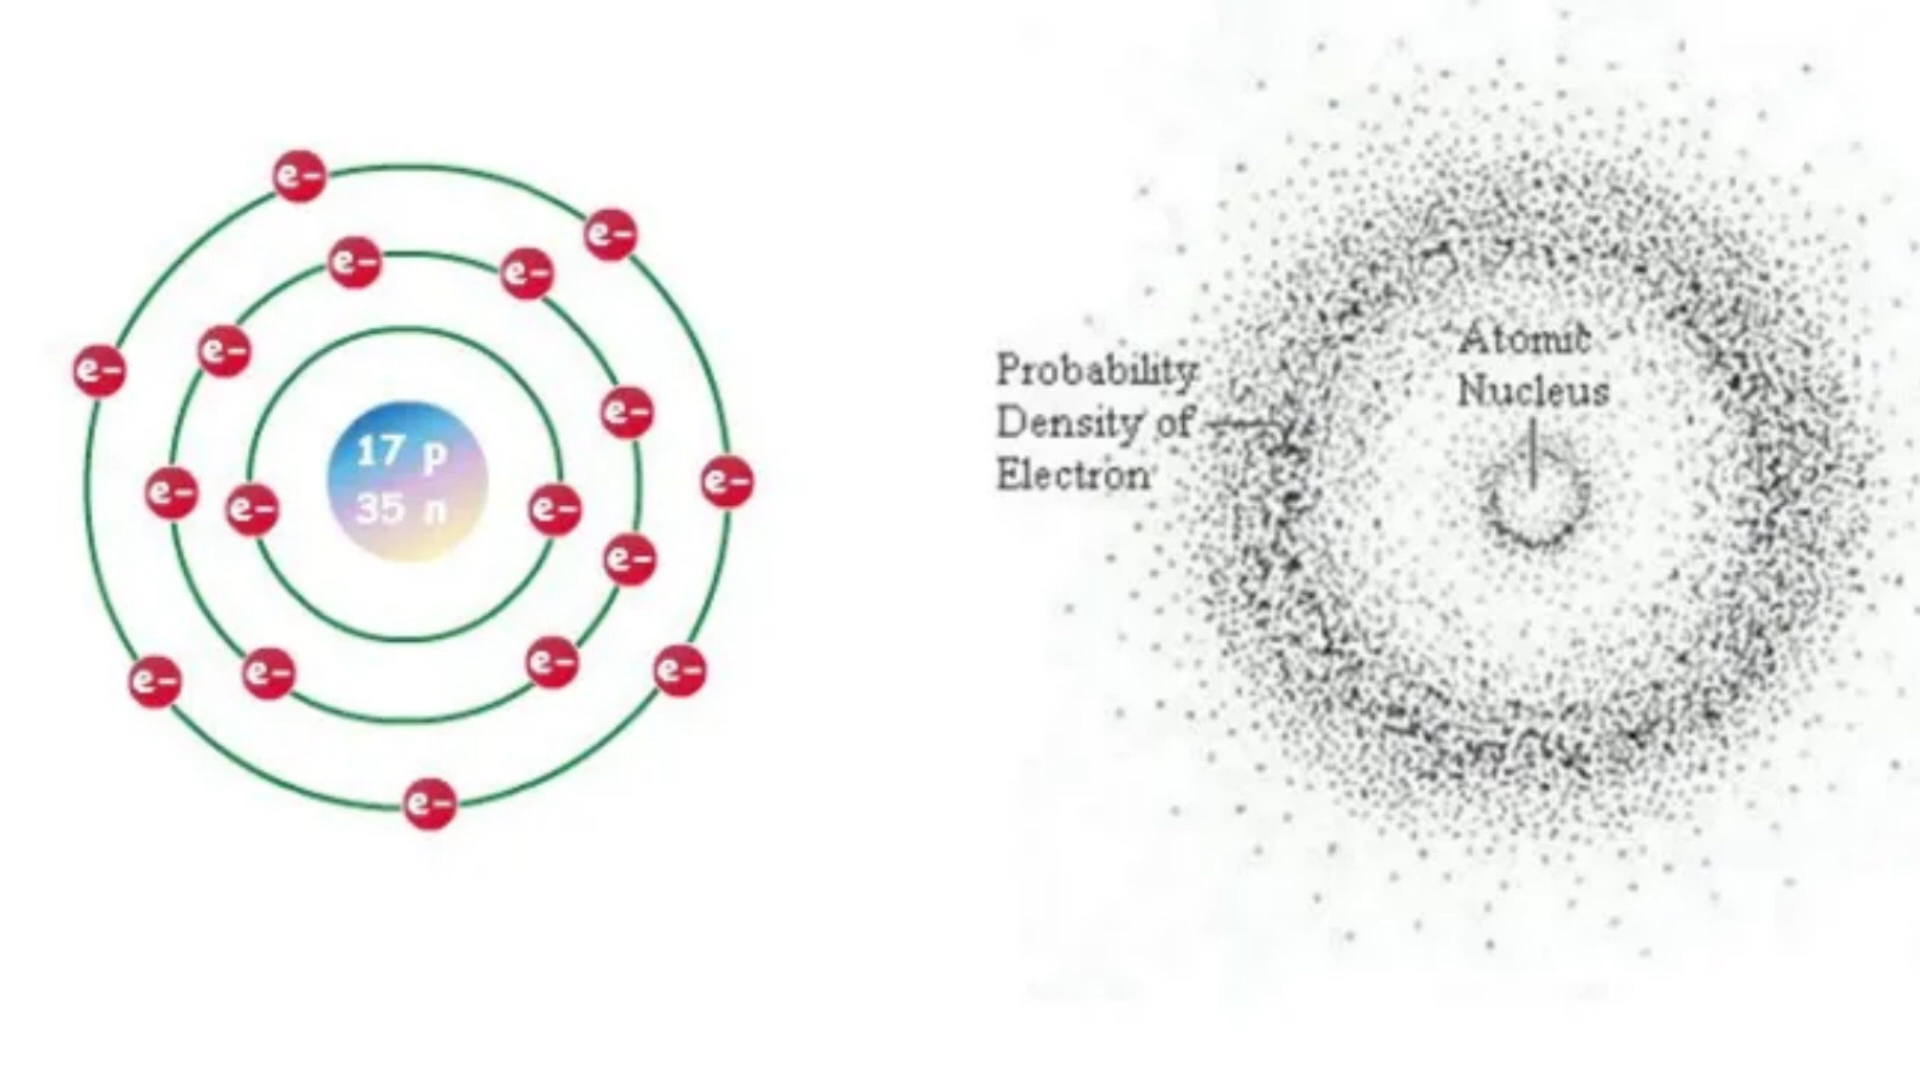 e-
e-
e-
e-
e-
e-
e-
17 p
e-
e-
35 n
e-
e-
e-
e-
e-
e-
e-
e-
Probability
Density of
Electron
Atomic
Nucleus